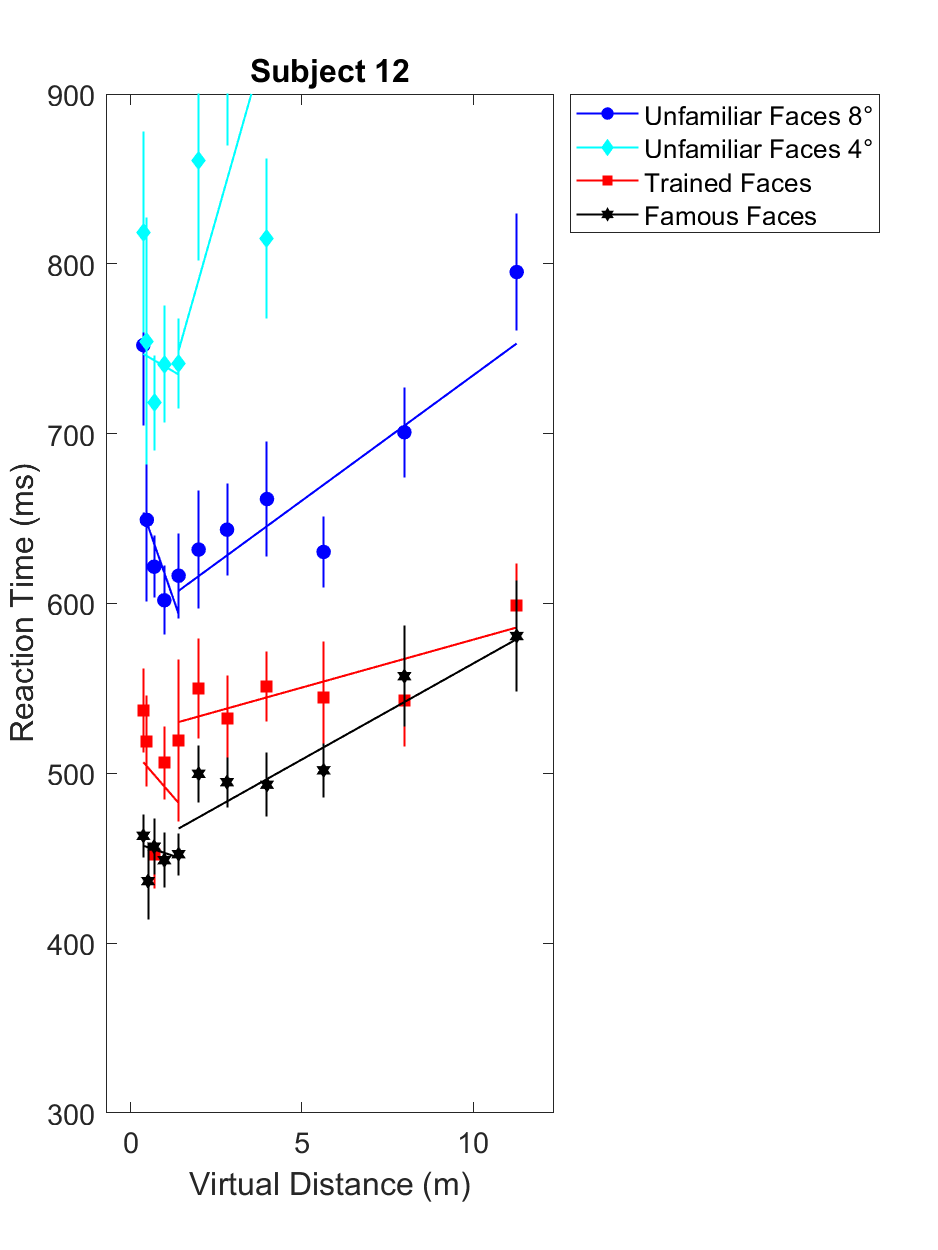 Subject 12
900
800
700
600
500
400
300
0
5
10
Reaction Time (ms)
Virtual Distance (m)
Unfamiliar Faces 8°
Unfamiliar Faces 4°
Trained Faces
Famous Faces